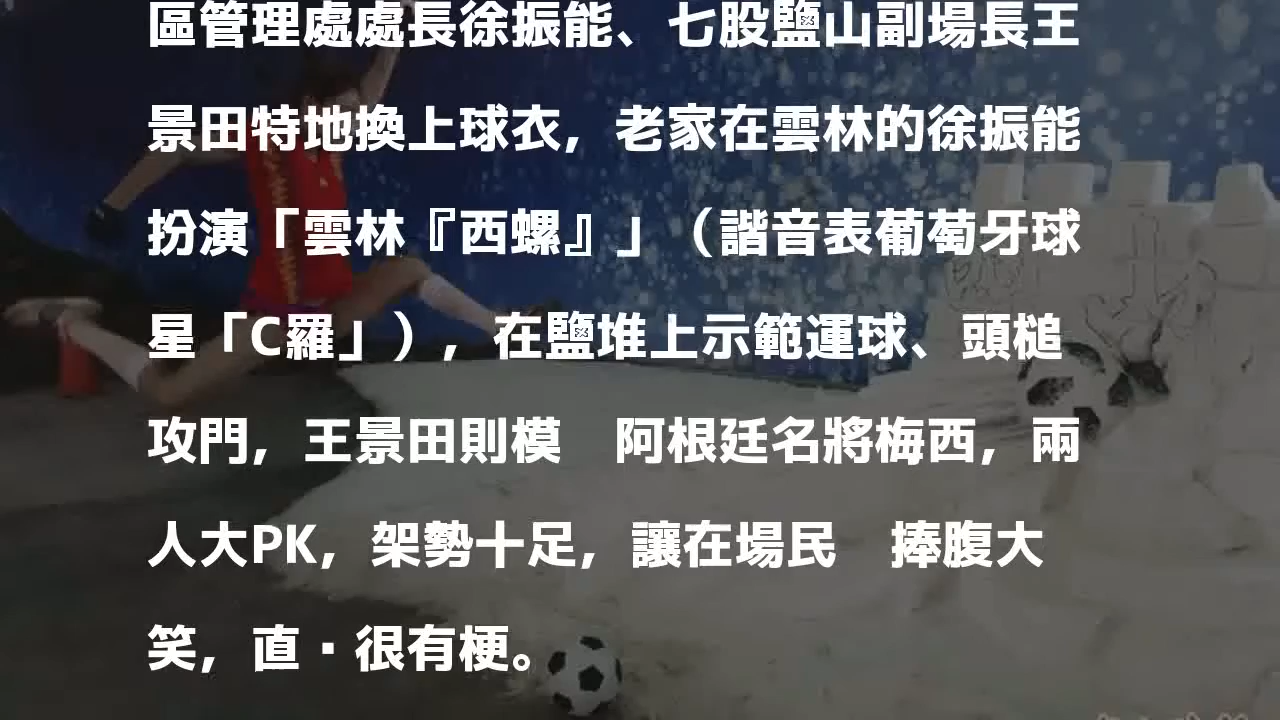 區管理處處長徐振能、七股鹽山副場長王
景田特地換上球衣，老家在雲林的徐振能
扮演「雲林『西螺』」（諧音表葡萄牙球
星「C羅」），在鹽堆上示範運球、頭槌
攻門，王景田則模　阿根廷名將梅西，兩
人大PK，架勢十足，讓在場民　捧腹大
笑，直·很有梗。